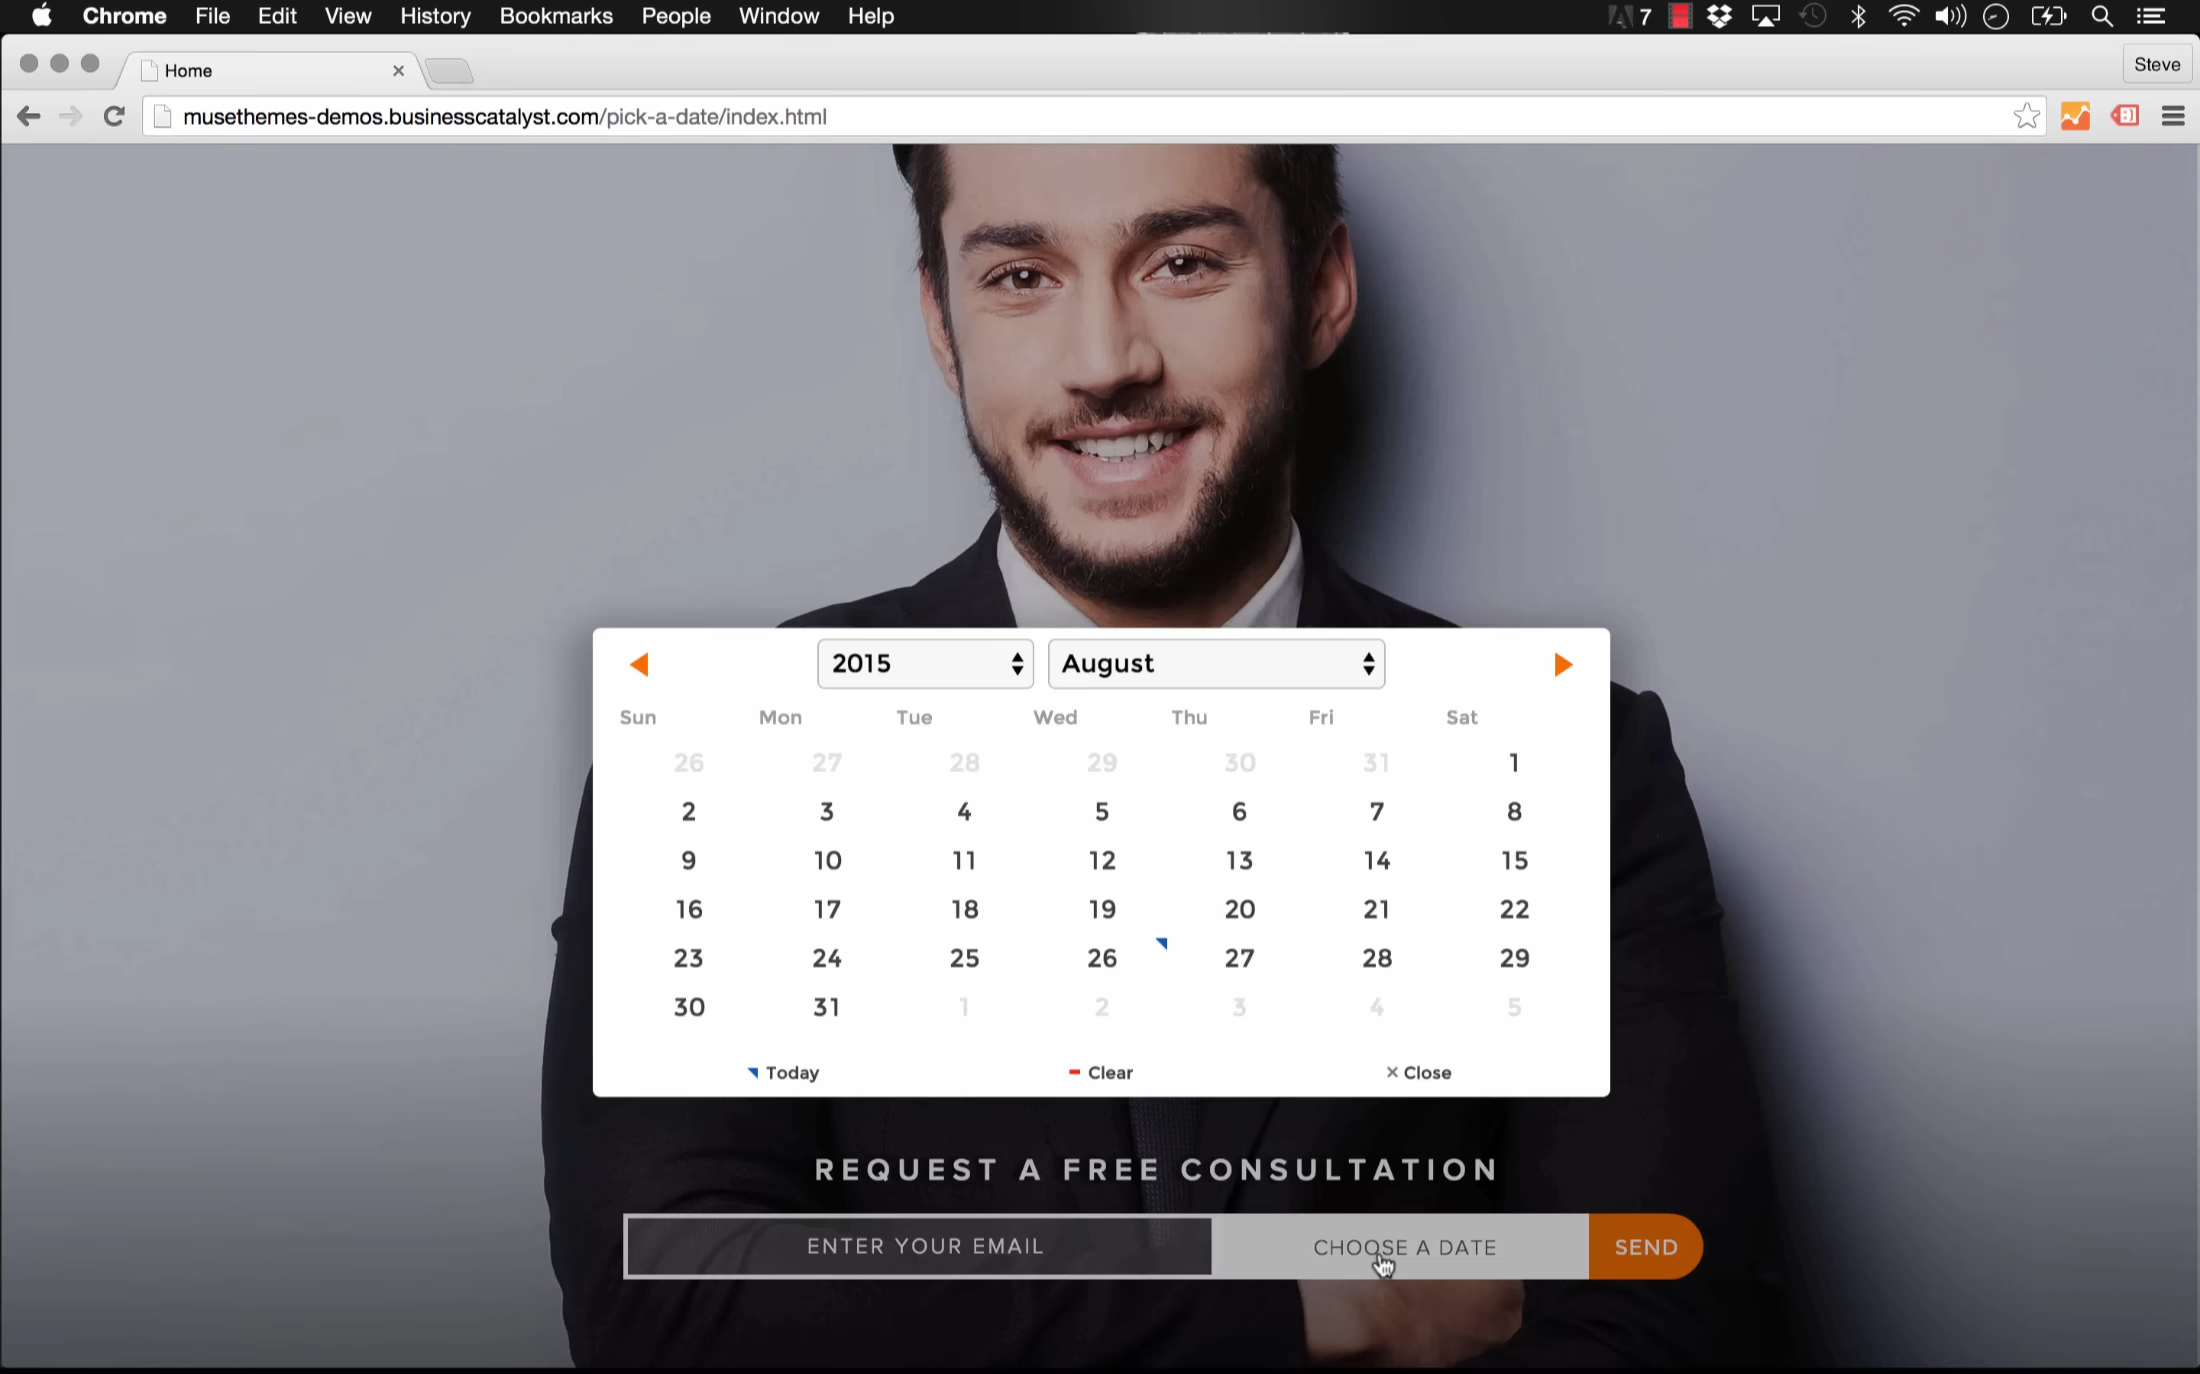 Chrome File Edit View History Bookmarks People Window Help 7
Home Steve
musethemes-demos.businesscatalyst.com/pick-a-date/index.html
2015 August
Sun Mon Tue Wed Thu Fri Sat
26 27 28 29 30 31 1
2 3 4 5 6 7 8
9 10 11 12 13 14 15
16 17 18 19 20 21 22
23 24 25 26 27 28 29
30 31 1 2 3 4 5
Today Clear Close
REQUEST A FREE CONSULTATION
ENTER YOUR EMAIL CHOOSE A DATE SEND